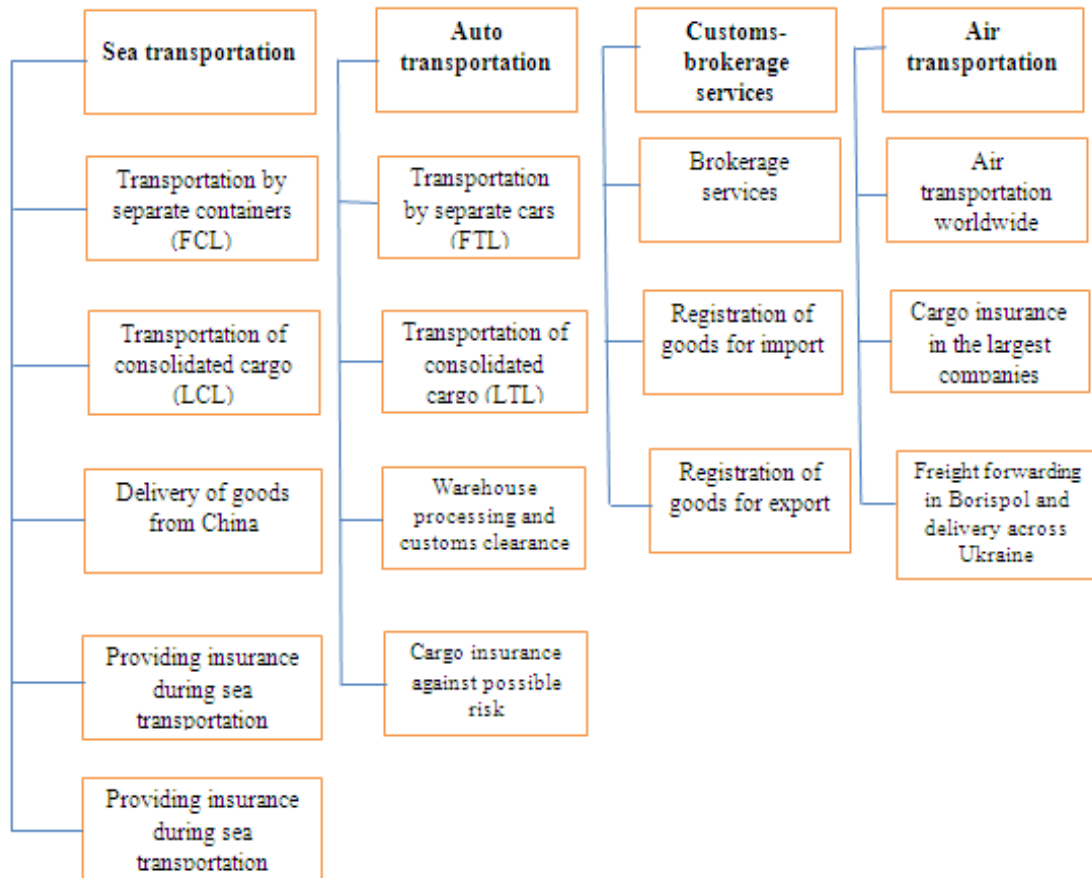 Sea transportation
Transportation by
separate containers
(FCL)
Transportation of
consolidated cargo
(LCL)
Delivery of goods
from China
Providing insurance
during sea
transportation
Providing insurance
during sea
transportation
Auto
transportation
Transportation
by separate cars
(FTL)
Transportation of
consolidated
cargo (LTL)
Warehouse
processing and
customs clearance
Cargo insurance
against possible
risk
Customs-
brokerage
services
Brokerage
services
Registration of
goods for import
Registration of
goods for export
Air
transportation
Air
transportation
worldwide
Cargo insurance
in the largest
companies
Freight forwarding
in Borispol and
delivery across
Ukraine